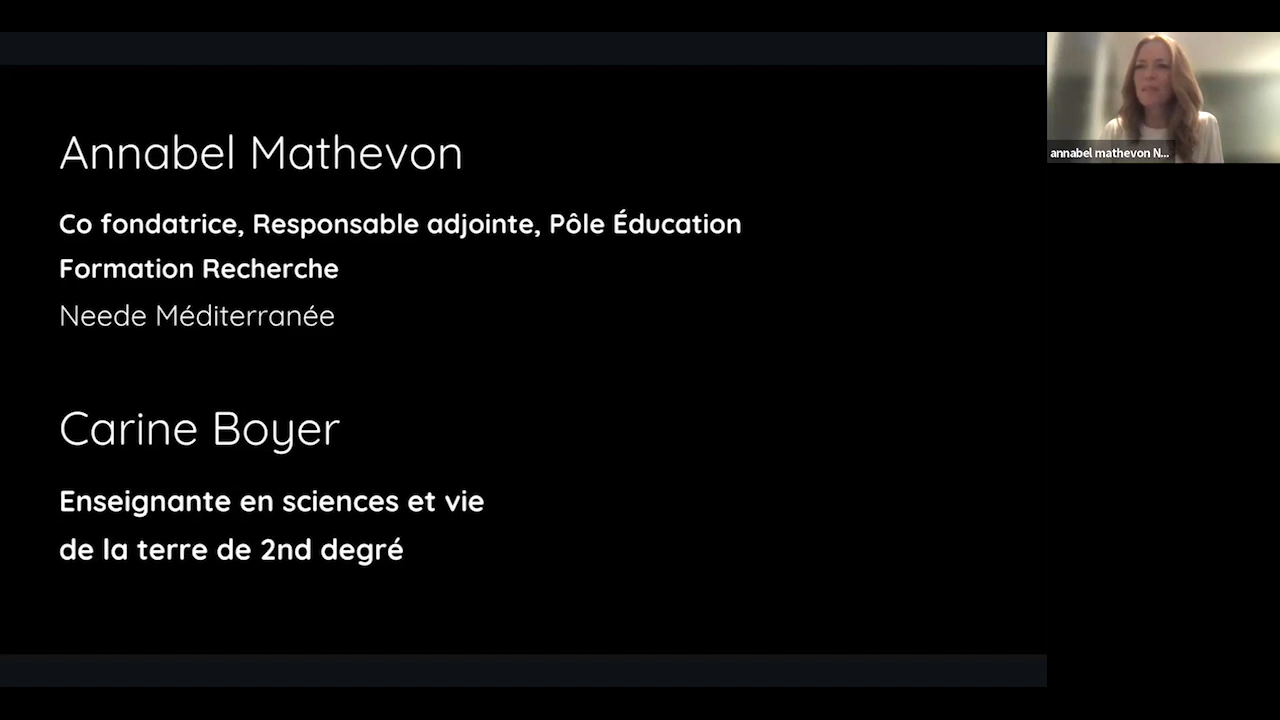 Annabel Mathevon
Co fondatrice, Responsable adjointe, Pôle Éducation
Formation Recherche
Neede Méditerranée
Carine Boyer
Enseignante en sciences et vie
de la terre de 2nd degré
annabel mathevon N...